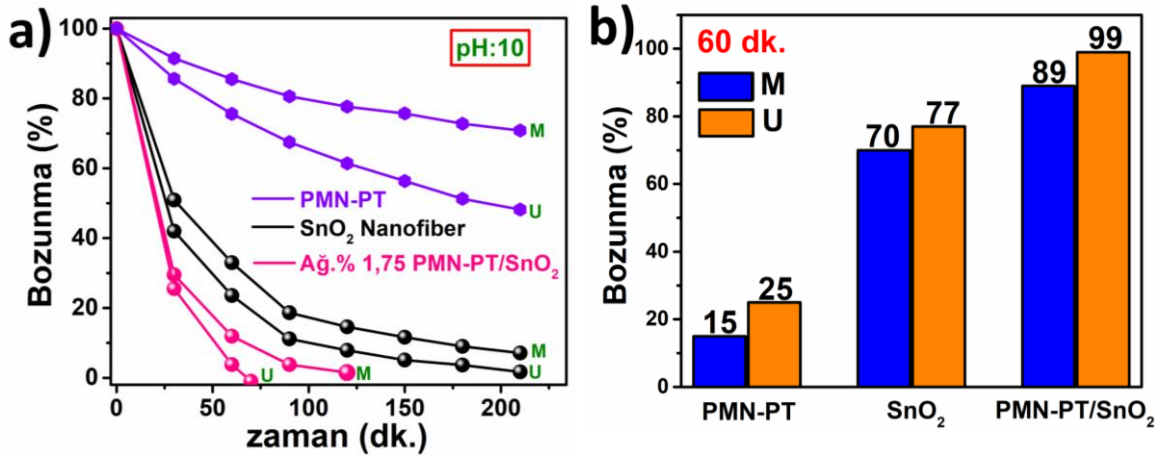 a)
pH:10
Bozunma (%)
100
80
60
40
20
0
M
U
PMN-PT
SnO₂ Nanofiber
Ağ.% 1,75 PMN-PT/SnO₂
M
U
U
M
0
50
100
150
200
zaman (dk.)
b)
60 dk.
M
U
Bozunma (%)
100
80
60
40
20
0
15
25
70
77
89
99
PMN-PT
SnO₂
PMN-PT/SnO₂